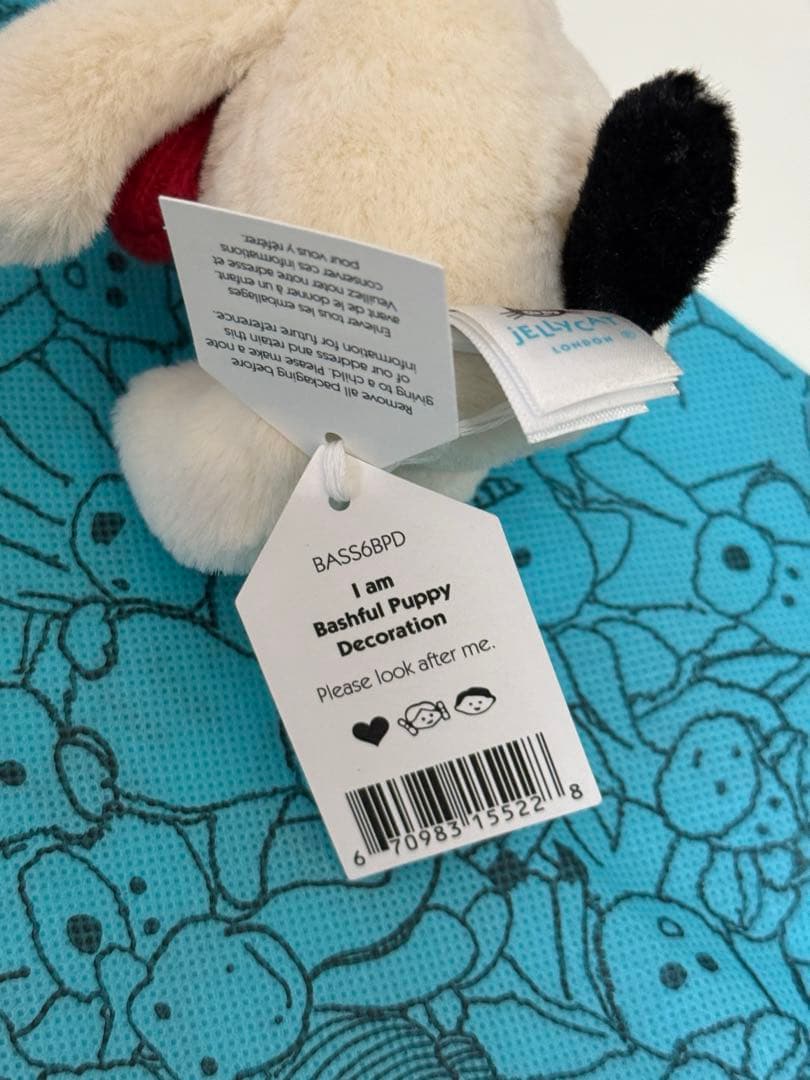 Remove all packaging before
giving to a child. Please make a note
of our address and retain this
information for future reference.
Enlever tous les emballages
avant de le donner à un enfant.
Veuillez noter notre adresse et
conserver ces informations
pour vous y référer.
JELLYCAT
LONDON
BASS6BPD
I am
Bashful Puppy
Decoration
Please look after me.
6 70983 15522 8